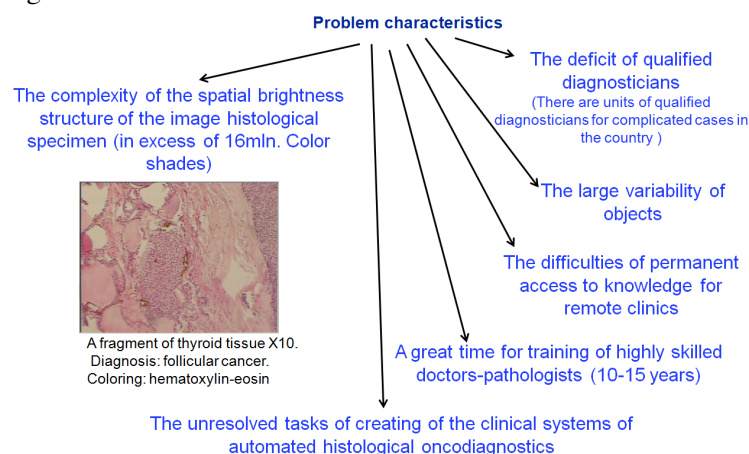 Problem characteristics
The complexity of the spatial brightness
structure of the image histological
specimen (in excess of 16mln. Color
shades)
A fragment of thyroid tissue X10.
Diagnosis: follicular cancer.
Coloring: hematoxylin-eosin
The deficit of qualified
diagnosticians
(There are units of qualified
diagnosticians for complicated cases in
the country )
The large variability of
objects
The difficulties of permanent
access to knowledge for
remote clinics
A great time for training of highly skilled
doctors-pathologists (10-15 years)
The unresolved tasks of creating of the clinical systems of
automated histological oncodiagnostics